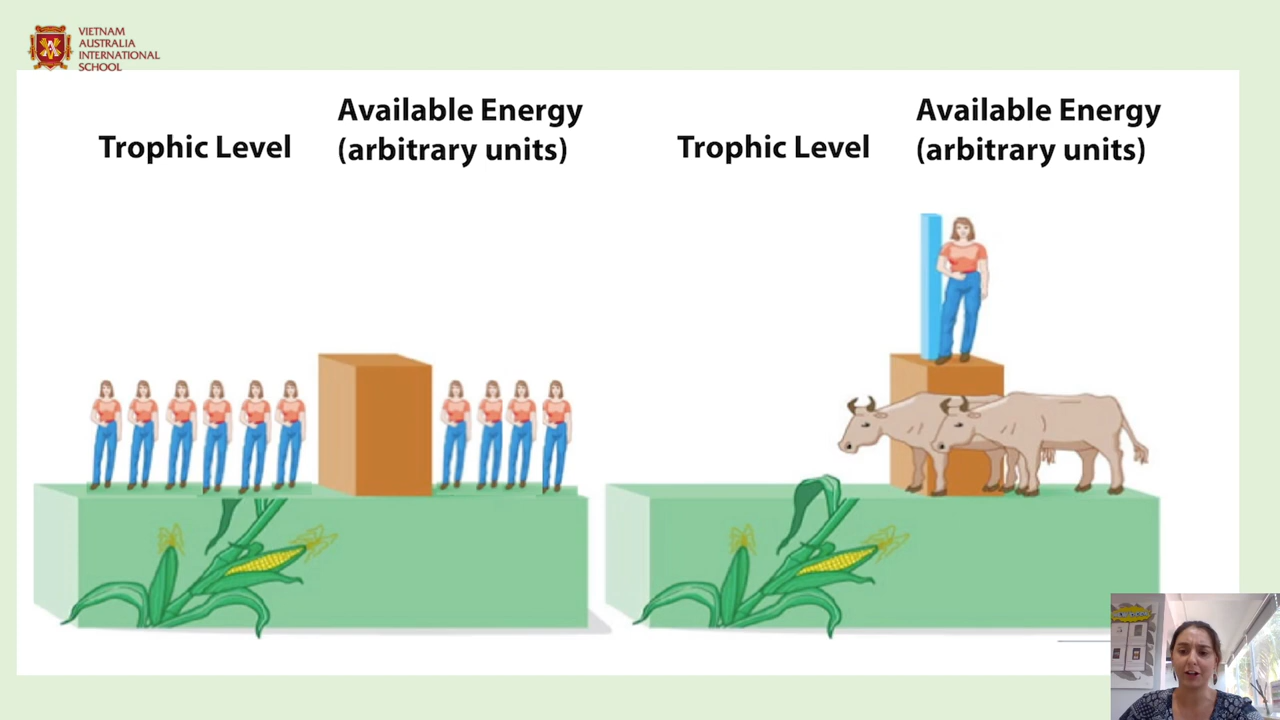 VIETNAM
AUSTRALIA
INTERNATIONAL
SCHOOL
Trophic Level
Available Energy
(arbitrary units)
Trophic Level
Available Energy
(arbitrary units)